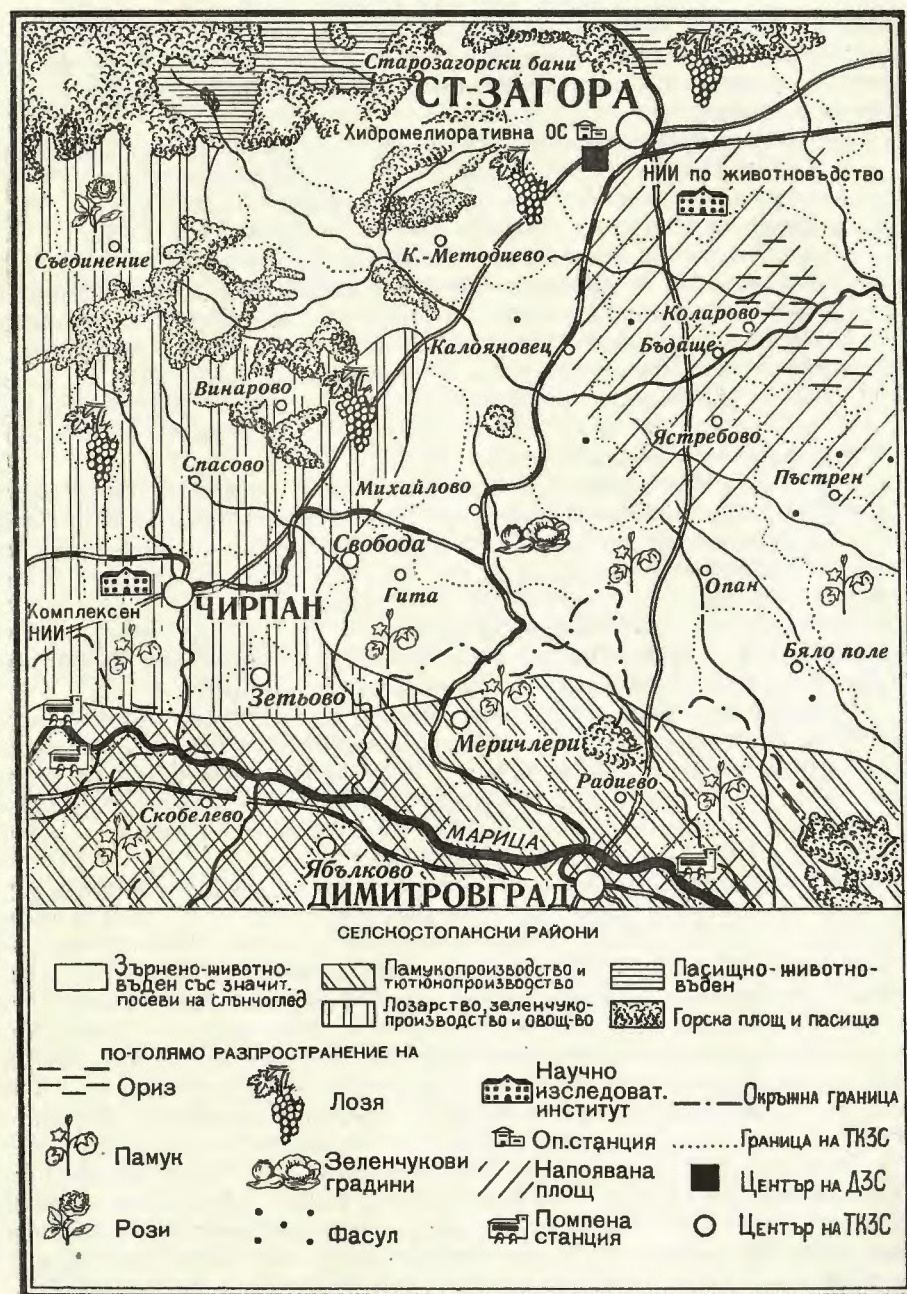 Старозагорски бани
СТ. ЗАГОРА
Хидромелиоративна ОС
НИИ по животновъдство
Съединение
К.-Методиево
Коларово
Калояновец
Бъдаще
Винарово
Ястребово
Спасово
Михайлово
Пъстрен
Свобода
Гита
Опан
Комплексен
НИИ
ЧИРПАН
Бяло поле
Зетьово
Меричлери
Радиево
Скобелево
МАРИЦА
Ябълково
ДИМИТРОВГРАД
СЕЛСКОСТОПАНСКИ РАЙОНИ
Зърнено-животно-
въден със значит.
посеви на слънчоглед
Памукопроизводство и
тютюнопроизводство
Лозарство, зеленчуко-
производство и овощ-во
Пасищно-животно-
въден
Горска площ и пасища
ПО-ГОЛЯМО РАЗПРОСТРАНЕНИЕ НА
Ориз
Памук
Рози
Лозя
Зеленчукови
градини
Фасул
Научно
изследоват.
институт
Оп.станция
Напоявана
площ
Помпена
станция
Окръжна граница
Граница на ТКЗС
Център на ДЗС
Център на ТКЗС